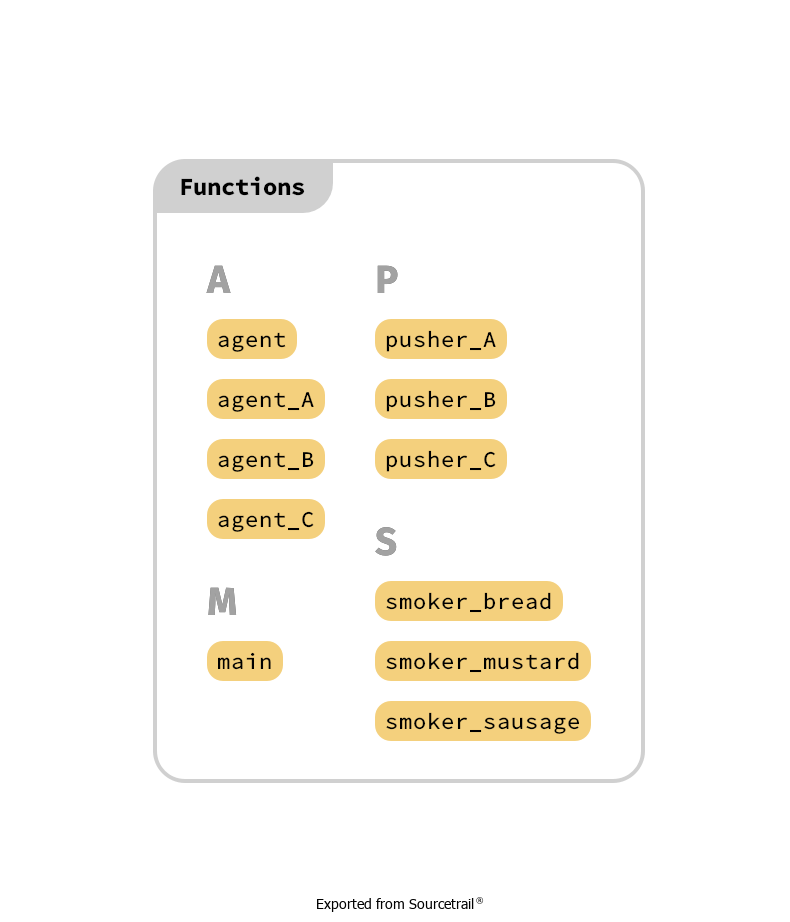 Functions
A
agent
agent_A
agent_B
agent_C
M
main
P
pusher_A
pusher_B
pusher_C
S
smoker_bread
smoker_mustard
smoker_sausage
Exported from Sourcetrail®